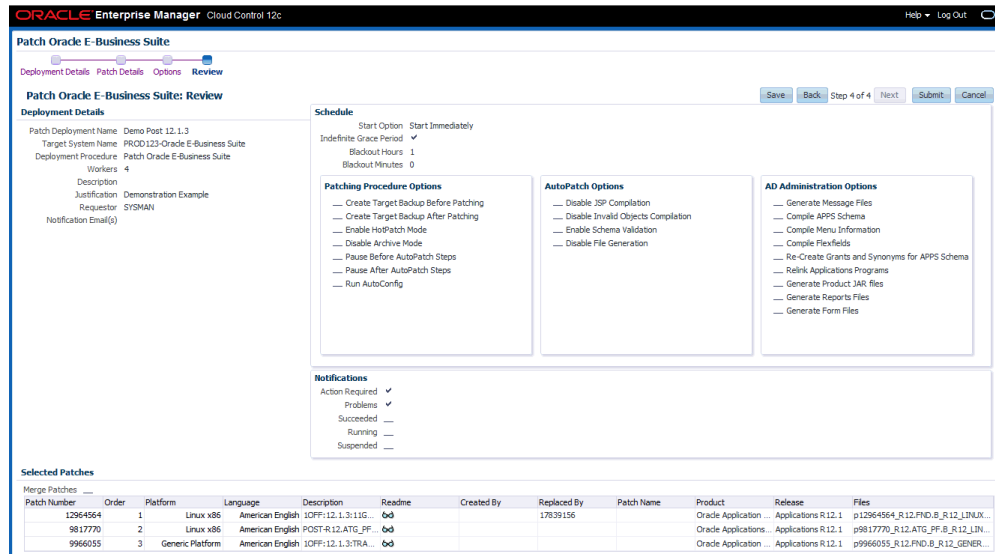 ORACLE Enterprise Manager Cloud Control 12c
Help Log Out
Patch Oracle E-Business Suite
Deployment Details Patch Details Options Review
Patch Oracle E-Business Suite: Review
Save Back Step 4 of 4 Next Submit Cancel
Deployment Details
Patch Deployment Name Demo Post 12.1.3
Target System Name PROD123-Oracle E-Business Suite
Deployment Procedure Patch Oracle E-Business Suite
Workers 4
Description
Justification Demonstration Example
Requestor SYSMAN
Notification Email(s)
Schedule
Start Option Start Immediately
Indefinite Grace Period
Blackout Hours 1
Blackout Minutes 0
Patching Procedure Options
Create Target Backup Before Patching
Create Target Backup After Patching
Enable HotPatch Mode
Disable Archive Mode
Pause Before AutoPatch Steps
Pause After AutoPatch Steps
Run AutoConfig
AutoPatch Options
Disable JSP Compilation
Disable Invalid Objects Compilation
Enable Schema Validation
Disable File Generation
AD Administration Options
Generate Message Files
Compile APPS Schema
Compile Menu Information
Compile Flexfields
Re-Create Grants and Synonyms for APPS Schema
Relink Applications Programs
Generate Product JAR files
Generate Reports Files
Generate Form Files
Notifications
Action Required
Problems
Succeeded
Running
Suspended
Selected Patches
Merge Patches
Patch Number Order Platform Language Description Readme Created By Replaced By Patch Name Product Release Files
12964564 1 Linux x86 American English 1OFF:12.1.3:11G... 17839156 Oracle Application ... Applications R12.1 p12964564_R12.FND.B_R12_LINUX...
9817770 2 Linux x86 American English POST-R12.ATG_PF... Oracle Applications... Applications R12.1 p9817770_R12.ATG_PF.B_R12_LIN...
9966055 3 Generic Platform American English 1OFF:12.1.3:TRA... Oracle Application ... Applications R12.1 p9966055_R12.FND.B_R12_GENER...